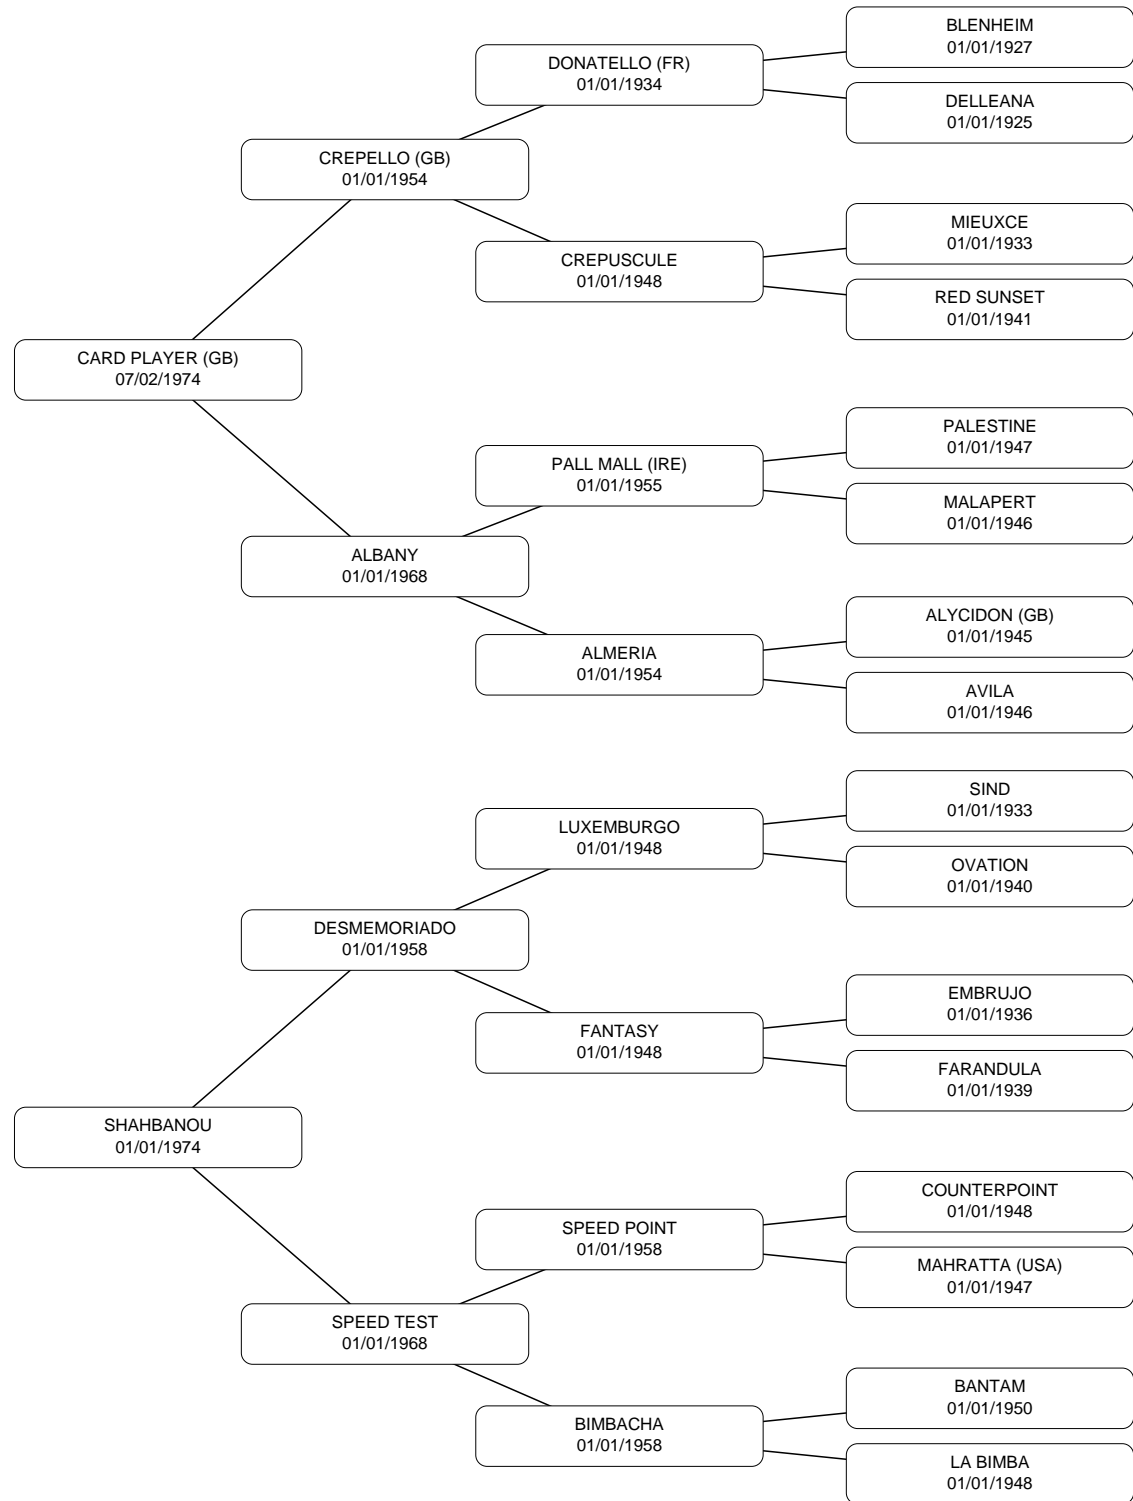 BLENHEIM
01/01/1927
DONATELLO (FR)
01/01/1934
DELLEANA
01/01/1925
CREPELLO (GB)
01/01/1954
MIEUXCE
01/01/1933
CREPUSCULE
01/01/1948
RED SUNSET
01/01/1941
CARD PLAYER (GB)
07/02/1974
PALESTINE
01/01/1947
PALL MALL (IRE)
01/01/1955
MALAPERT
01/01/1946
ALBANY
01/01/1968
ALYCIDON (GB)
01/01/1945
ALMERIA
01/01/1954
AVILA
01/01/1946
SIND
01/01/1933
LUXEMBURGO
01/01/1948
OVATION
01/01/1940
DESMEMORIADO
01/01/1958
EMBRUJO
01/01/1936
FANTASY
01/01/1948
FARANDULA
01/01/1939
SHAHBANOU
01/01/1974
COUNTERPOINT
01/01/1948
SPEED POINT
01/01/1958
MAHRATTA (USA)
01/01/1947
SPEED TEST
01/01/1968
BANTAM
01/01/1950
BIMBACHA
01/01/1958
LA BIMBA
01/01/1948